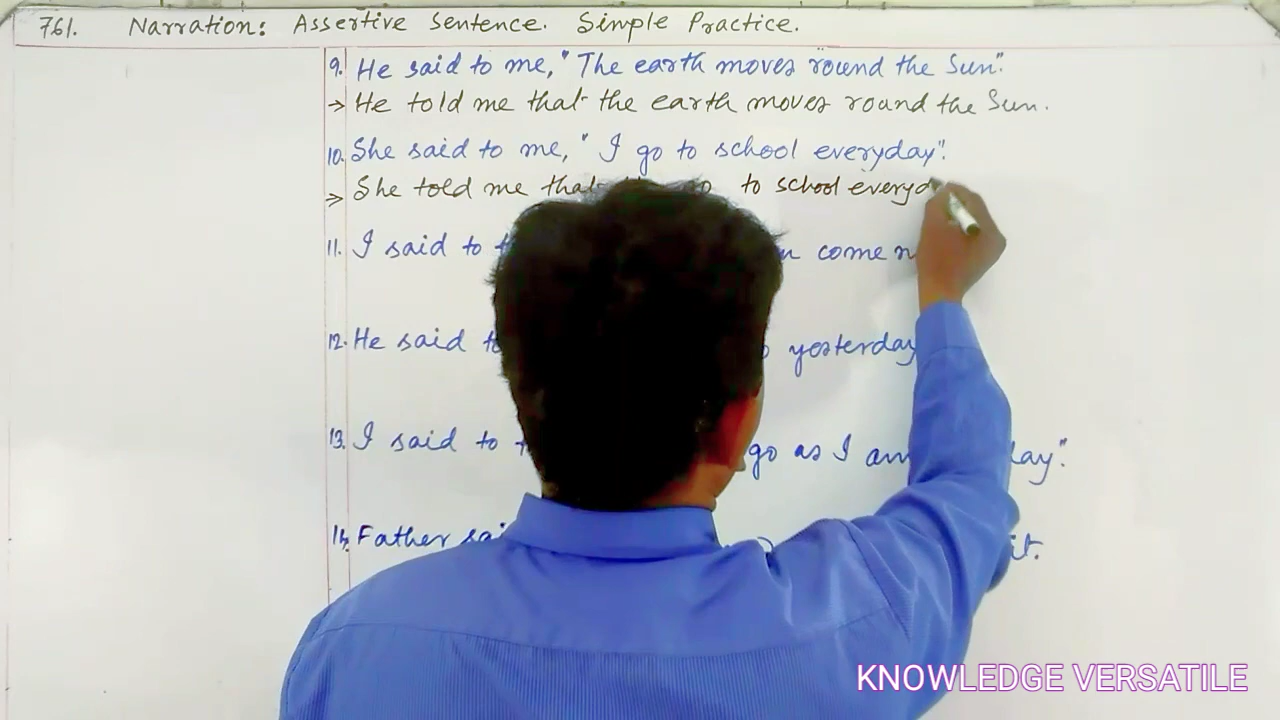 761. Narration: Assertive Sentence. Simple Practice.
9. He said to me, "The earth moves round the Sun".
→ He told me that the earth moves round the Sun.
10. She said to me, "I go to school everyday".
→ She told me that to school everyd
11. I said to come
12. He said yesterday
13. I said to go as I am day".
14. Father it.
KNOWLEDGE VERSATILE